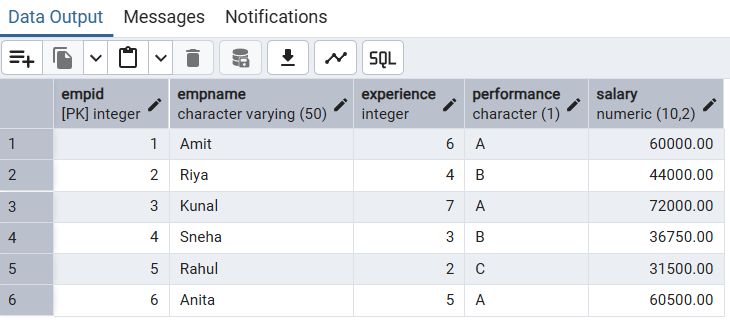 Data Output Messages Notifications
SQL
empid empname experience performance salary
[PK] integer character varying (50) integer character (1) numeric (10,2)
1 1 Amit 6 A 60000.00
2 2 Riya 4 B 44000.00
3 3 Kunal 7 A 72000.00
4 4 Sneha 3 B 36750.00
5 5 Rahul 2 C 31500.00
6 6 Anita 5 A 60500.00